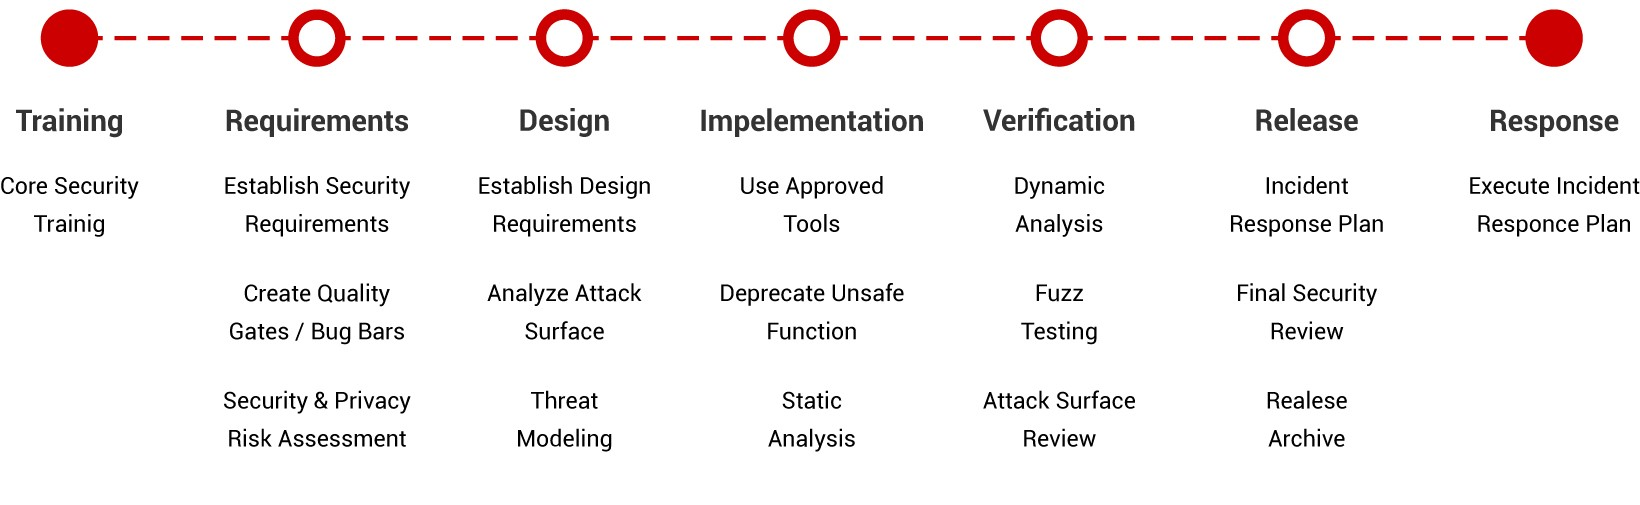 Training
Core Security
Trainig
Requirements
Establish Security
Requirements
Create Quality
Gates / Bug Bars
Security & Privacy
Risk Assessment
Design
Establish Design
Requirements
Analyze Attack
Surface
Threat
Modeling
Impelementation
Use Approved
Tools
Deprecate Unsafe
Function
Static
Analysis
Verification
Dynamic
Analysis
Fuzz
Testing
Attack Surface
Review
Release
Incident
Response Plan
Final Security
Review
Realese
Archive
Response
Execute Incident
Responce Plan